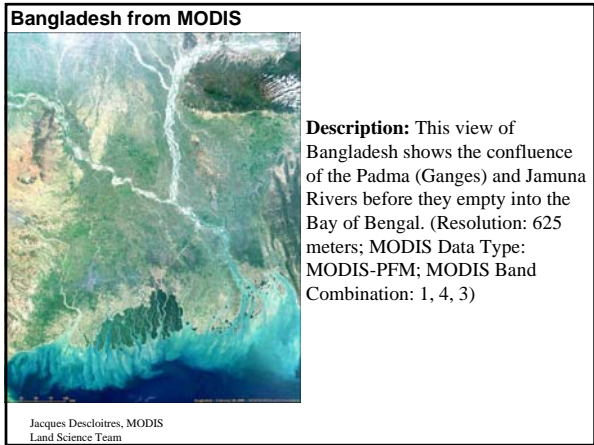 Bangladesh from MODIS
Description: This view of
Bangladesh shows the confluence
of the Padma (Ganges) and Jamuna
Rivers before they empty into the
Bay of Bengal. (Resolution: 625
meters; MODIS Data Type:
MODIS-PFM; MODIS Band
Combination: 1, 4, 3)
Jacques Descloitres, MODIS
Land Science Team